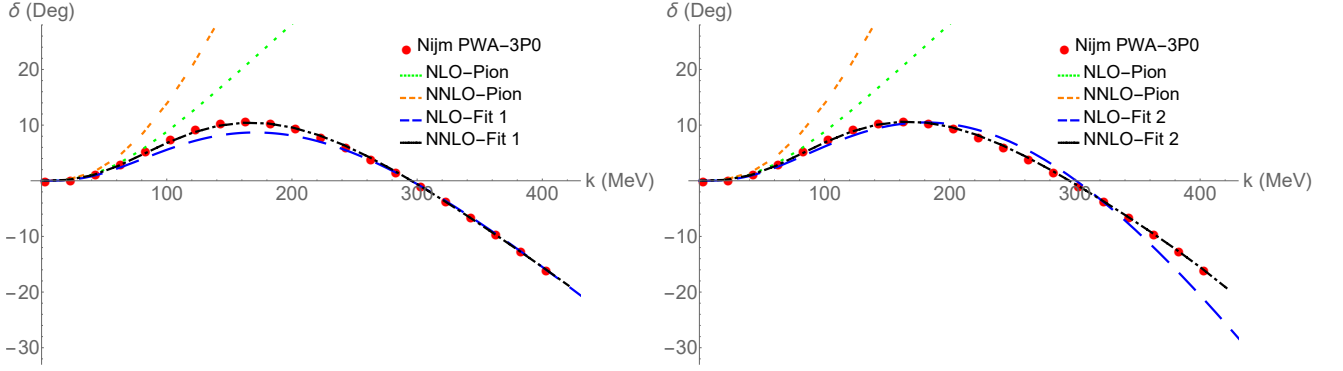 δ (Deg)
20
10
-10
-20
-30
100
200
300
400
k (MeV)
Nijm PWA-3P0
NLO-Pion
NNLO-Pion
NLO-Fit 1
NNLO-Fit 1
δ (Deg)
20
10
-10
-20
-30
100
200
300
400
k (MeV)
Nijm PWA-3P0
NLO-Pion
NNLO-Pion
NLO-Fit 2
NNLO-Fit 2